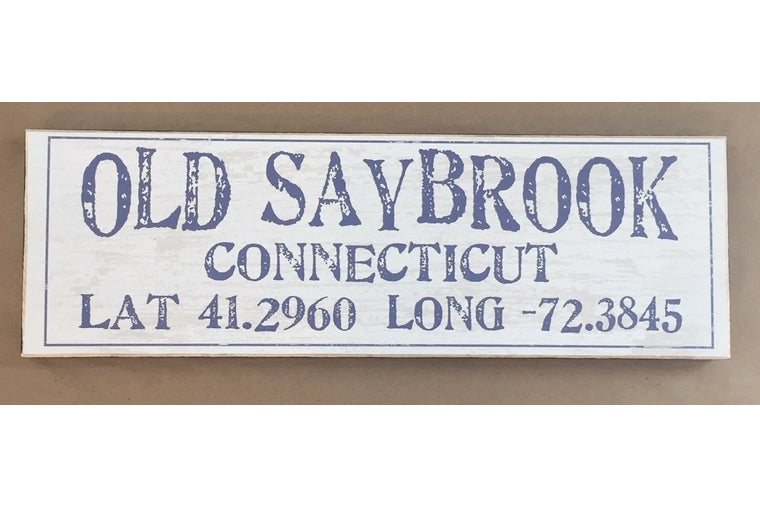 OLD SAYBROOK
CONNECTICUT
LAT 41.2960 LONG -72.3845